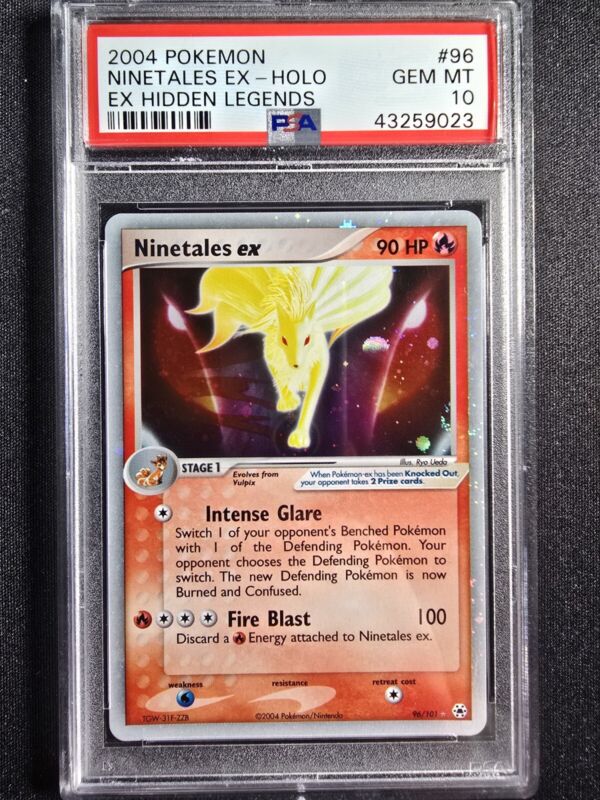 2004 POKEMON #96
NINETALES EX - HOLO GEM MT
EX HIDDEN LEGENDS 10
PSA 43259023
Ninetales ex 90 HP
Illus. Ryo Ueda
STAGE 1
Evolves from
Vulpix
When Pokémon-ex has been Knocked Out,
your opponent takes 2 Prize cards.
Intense Glare
Switch 1 of your opponent's Benched Pokémon
with 1 of the Defending Pokémon. Your
opponent chooses the Defending Pokémon to
switch. The new Defending Pokémon is now
Burned and Confused.
Fire Blast 100
Discard a Energy attached to Ninetales ex.
weakness resistance retreat cost
TGW-31F-ZZB ©2004 Pokémon/Nintendo 96/101